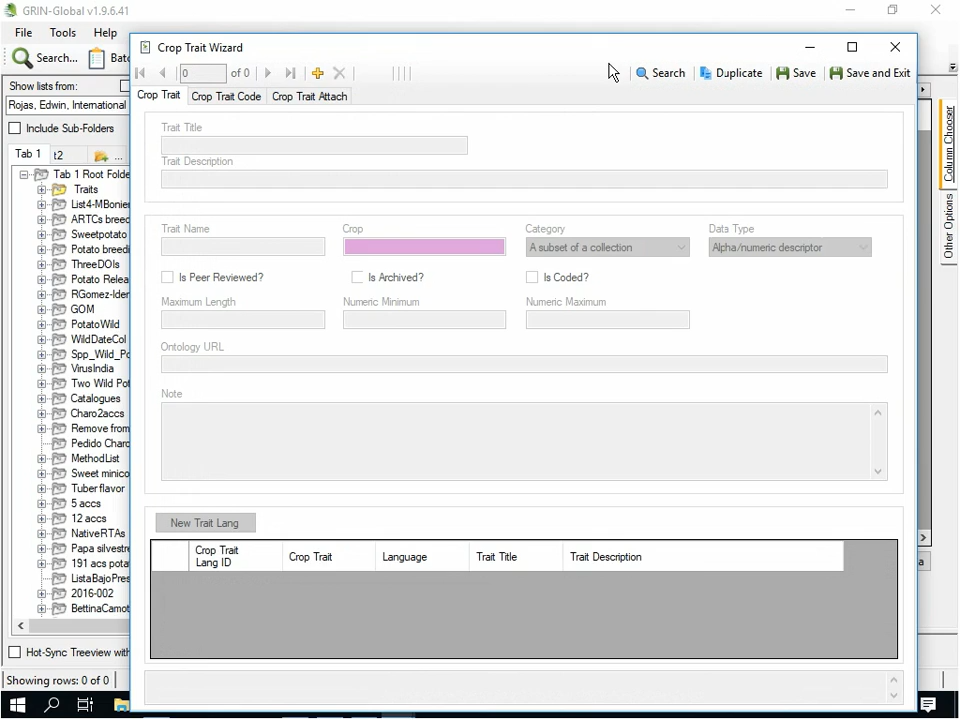 GRIN-Global v1.9.6.41
File Tools Help
Search...
Show lists from:
Rojas, Edwin, International
Include Sub-Folders
Tab 1 t2 ...
Tab 1 Root Folde
Traits
List4-MBonier
ARTCs breed
Sweetpotato
Potato breedi
ThreeDOIs
Potato Relea
RGomez-Iden
GOM
PotatoWild
WildDateCol
Spp_Wild_Po
VirusIndia
Two Wild Pot
Catalogues
Charo2accs
Remove from
Pedido Charo
MethodList
Sweet minico
Tuber flavor
5 accs
12 accs
NativeRTAs
Papa silvestre
191 acs pota
ListaBajoPres
2016-002
BettinaCamot
Hot-Sync Treeview with
Showing rows: 0 of 0
Crop Trait Wizard
0 of 0
Search Duplicate Save Save and Exit
Crop Trait Crop Trait Code Crop Trait Attach
Trait Title
Trait Description
Trait Name Crop Category Data Type
A subset of a collection Alpha/numeric descriptor
Is Peer Reviewed? Is Archived? Is Coded?
Maximum Length Numeric Minimum Numeric Maximum
Ontology URL
Note
New Trait Lang
Crop Trait Lang ID Crop Trait Language Trait Title Trait Description
Column Chooser
Other Options